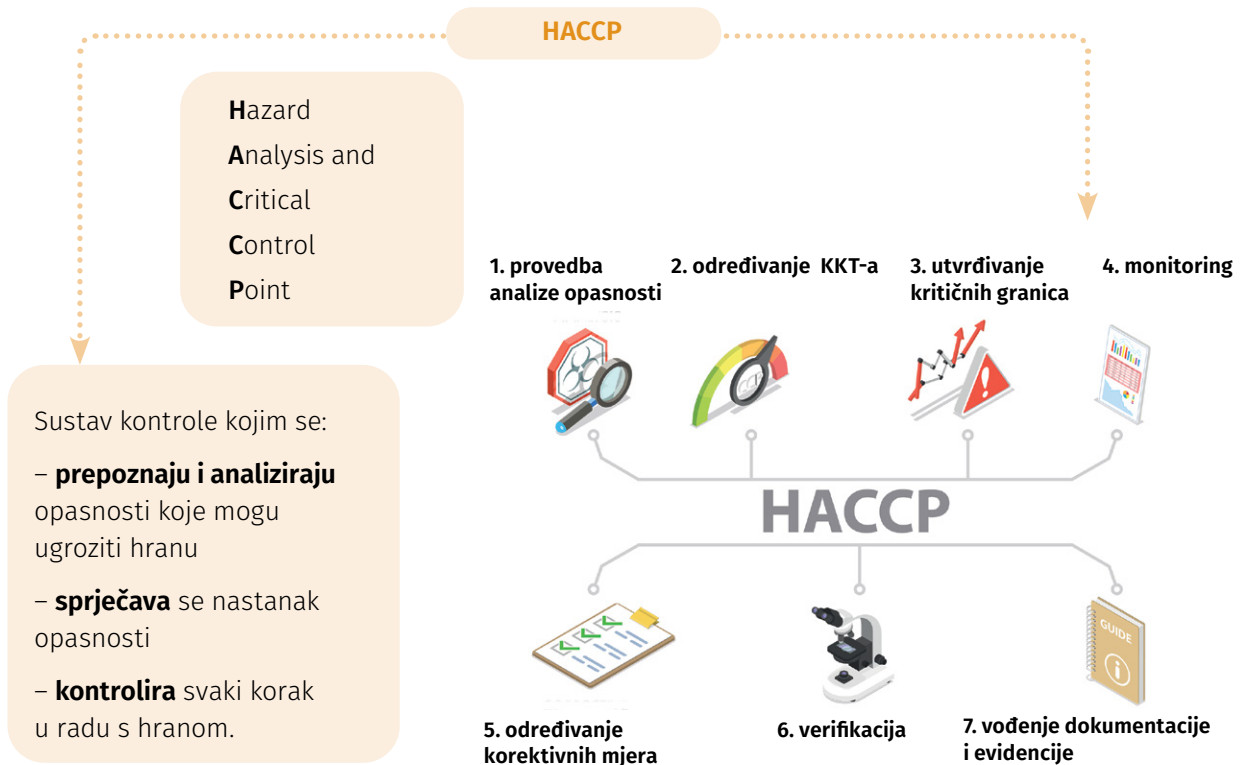 HACCP
Hazard
Analysis and
Critical
Control
Point
Sustav kontrole kojim se:
– prepoznaju i analiziraju
opasnosti koje mogu
ugroziti hranu
– sprječava se nastanak
opasnosti
– kontrolira svaki korak
u radu s hranom.
1. provedba
analize opasnosti
2. određivanje KKT-a
3. utvrđivanje
kritičnih granica
4. monitoring
HACCP
GUIDE
i
5. određivanje
korektivnih mjera
6. verifikacija
7. vođenje dokumentacije
i evidencije